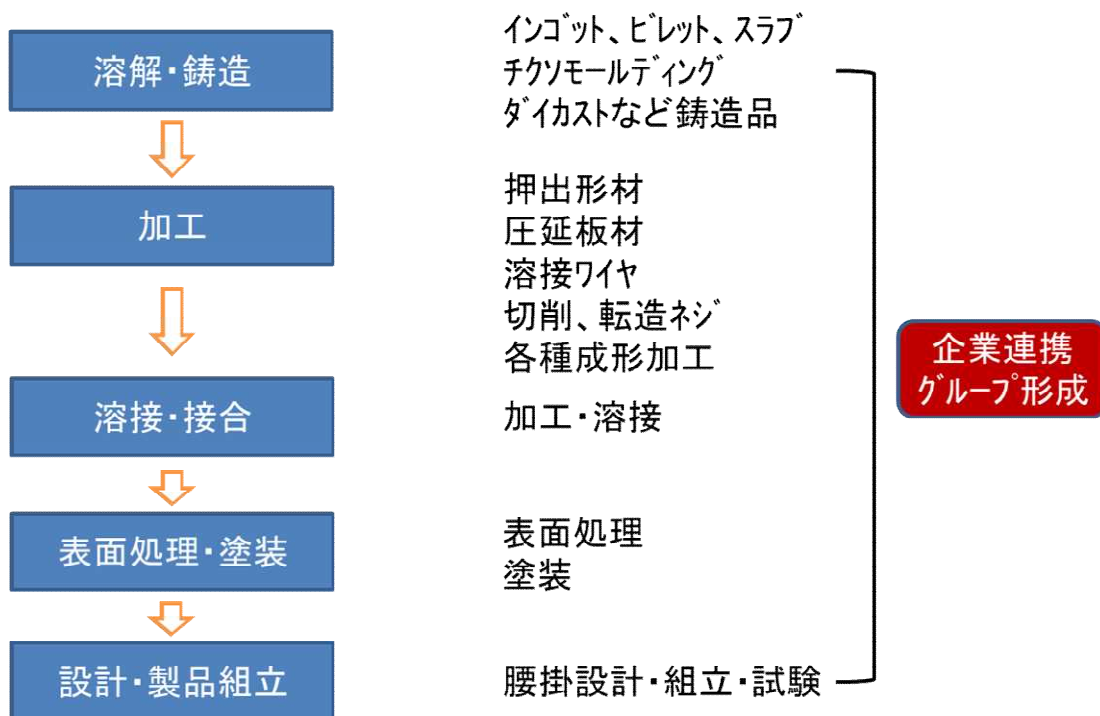 溶解・鋳造
インゴット、ビレット、スラブ
チクソモールディング
ダイカストなど鋳造品
加工
押出形材
圧延板材
溶接ワイヤ
切削、転造ネジ
各種成形加工
企業連携
グループ形成
溶接・接合
加工・溶接
表面処理・塗装
表面処理
塗装
設計・製品組立
腰掛設計・組立・試験